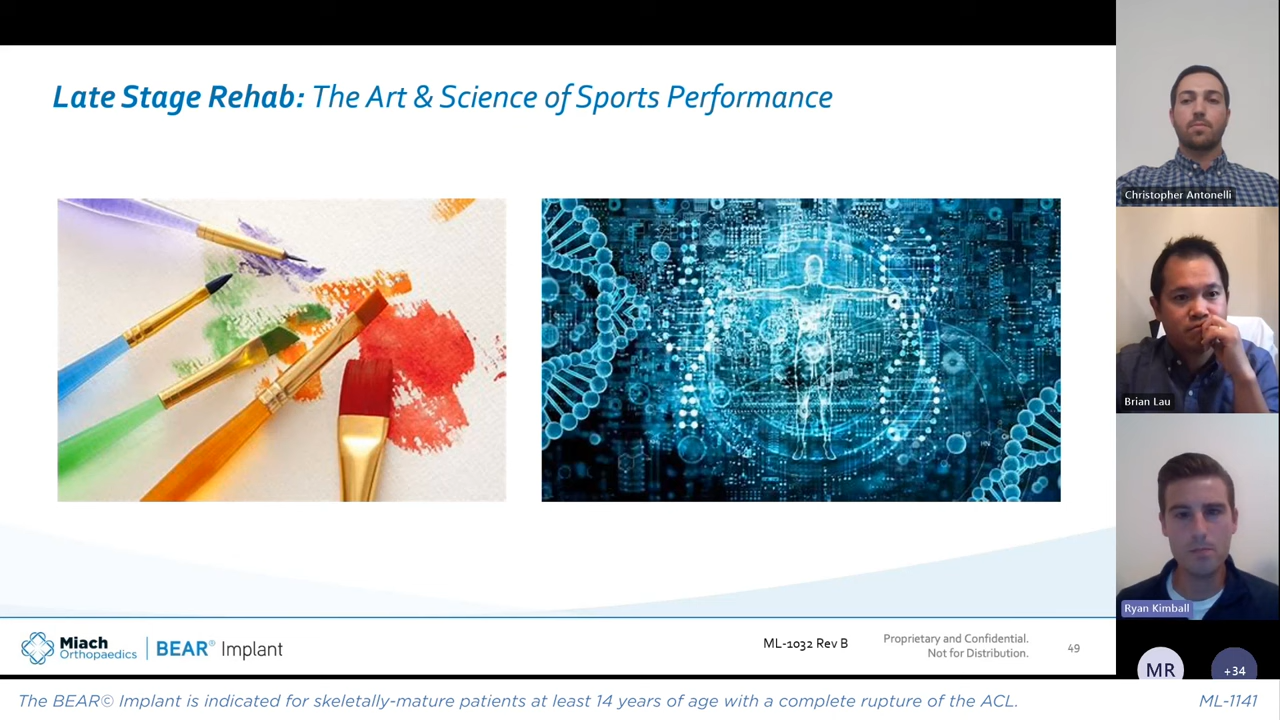 Late Stage Rehab: The Art & Science of Sports Performance
Christopher Antonelli
Brian Lau
Ryan Kimball
Miach
Orthopaedics
BEAR® Implant
ML-1032 Rev B
Proprietary and Confidential.
Not for Distribution.
49
MR
+34
The BEAR© Implant is indicated for skeletally-mature patients at least 14 years of age with a complete rupture of the ACL.
ML-1141